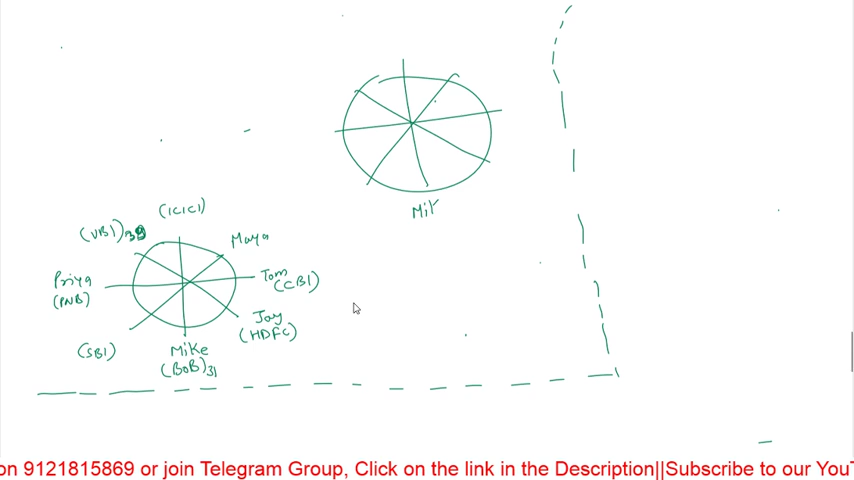 Mik
(ICICI)
(UBI) 39
Maya
Priya
(PNB)
Tom
(CBI)
Jay
(HDFC)
(SBI)
Mike
(BOB) 31
on 9121815869 or join Telegram Group, Click on the link in the Description||Subscribe to our YouT